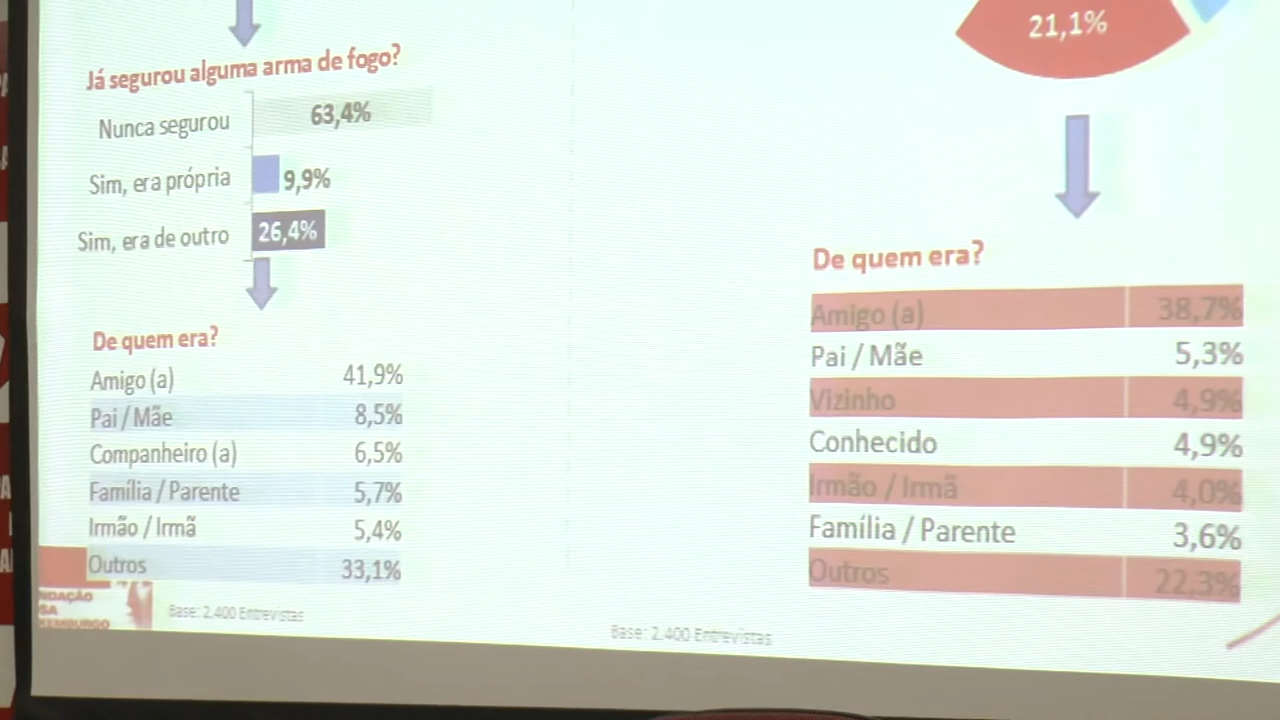 Já segurou alguma arma de fogo?
Nunca segurou 63,4%
Sim, era própria 9,9%
Sim, era de outro 26,4%
De quem era?
Amigo (a) 41,9%
Pai / Mãe 8,5%
Companheiro (a) 6,5%
Família / Parente 5,7%
Irmão / Irmã 5,4%
Outros 33,1%
Base: 2.400 Entrevistas
21,1%
De quem era?
Amigo (a) 38,7%
Pai / Mãe 5,3%
Vizinho 4,9%
Conhecido 4,9%
Irmão / Irmã 4,0%
Família / Parente 3,6%
Outros 22,3%
Base: 2.400 Entrevistas